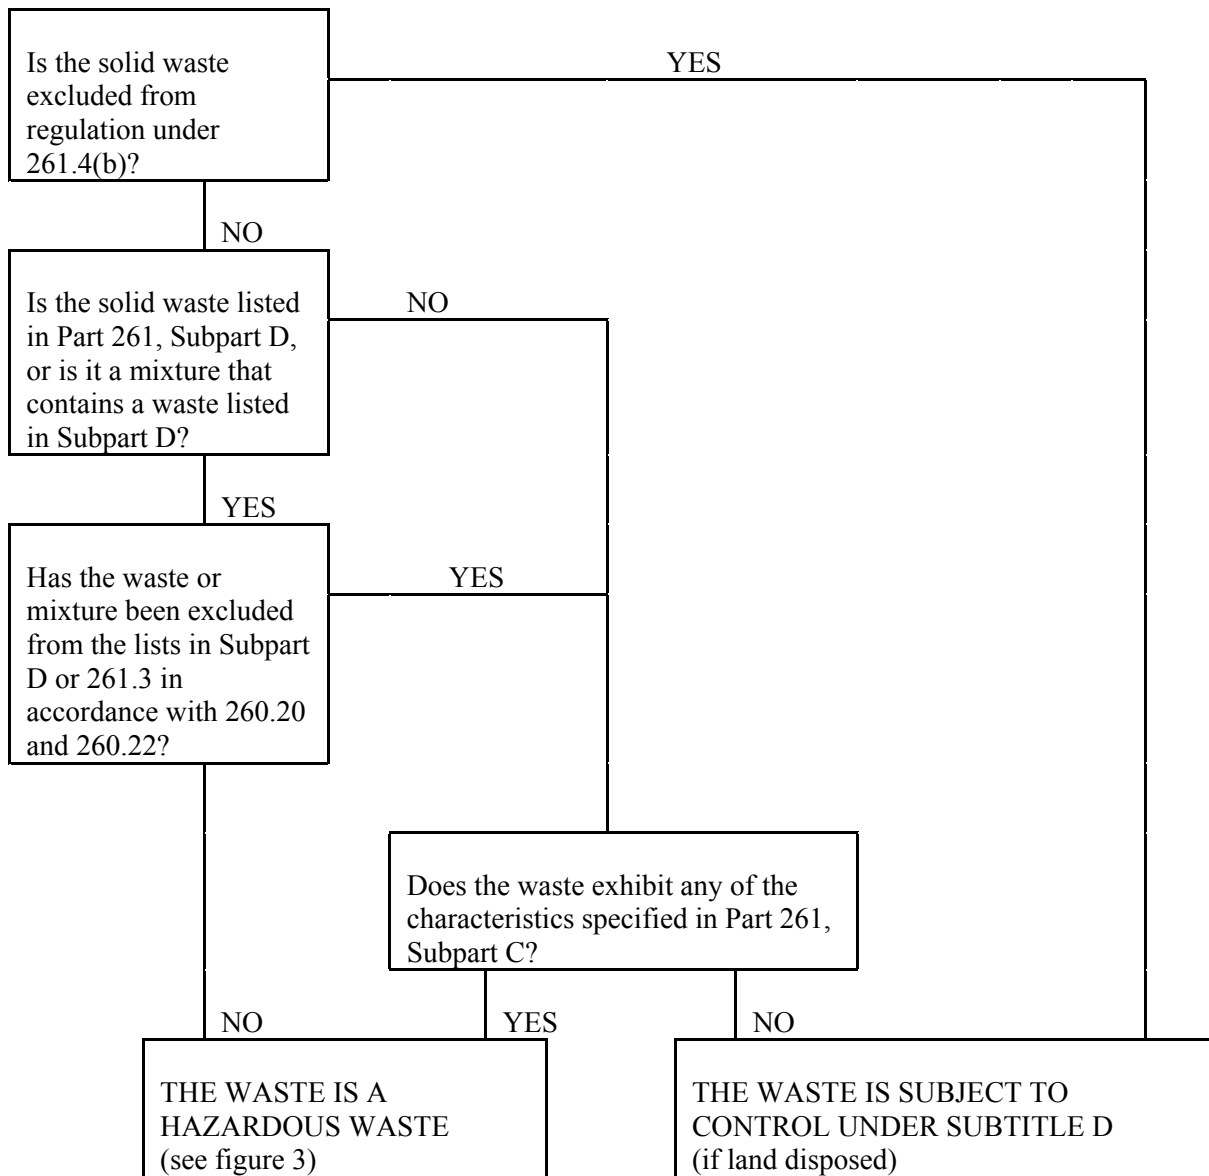 Is the solid waste
excluded from
regulation under
261.4(b)?
YES
NO
Is the solid waste listed
in Part 261, Subpart D,
or is it a mixture that
contains a waste listed
in Subpart D?
NO
YES
Has the waste or
mixture been excluded
from the lists in Subpart
D or 261.3 in
accordance with 260.20
and 260.22?
YES
Does the waste exhibit any of the
characteristics specified in Part 261,
Subpart C?
NO
YES
NO
THE WASTE IS A
HAZARDOUS WASTE
(see figure 3)
THE WASTE IS SUBJECT TO
CONTROL UNDER SUBTITLE D
(if land disposed)